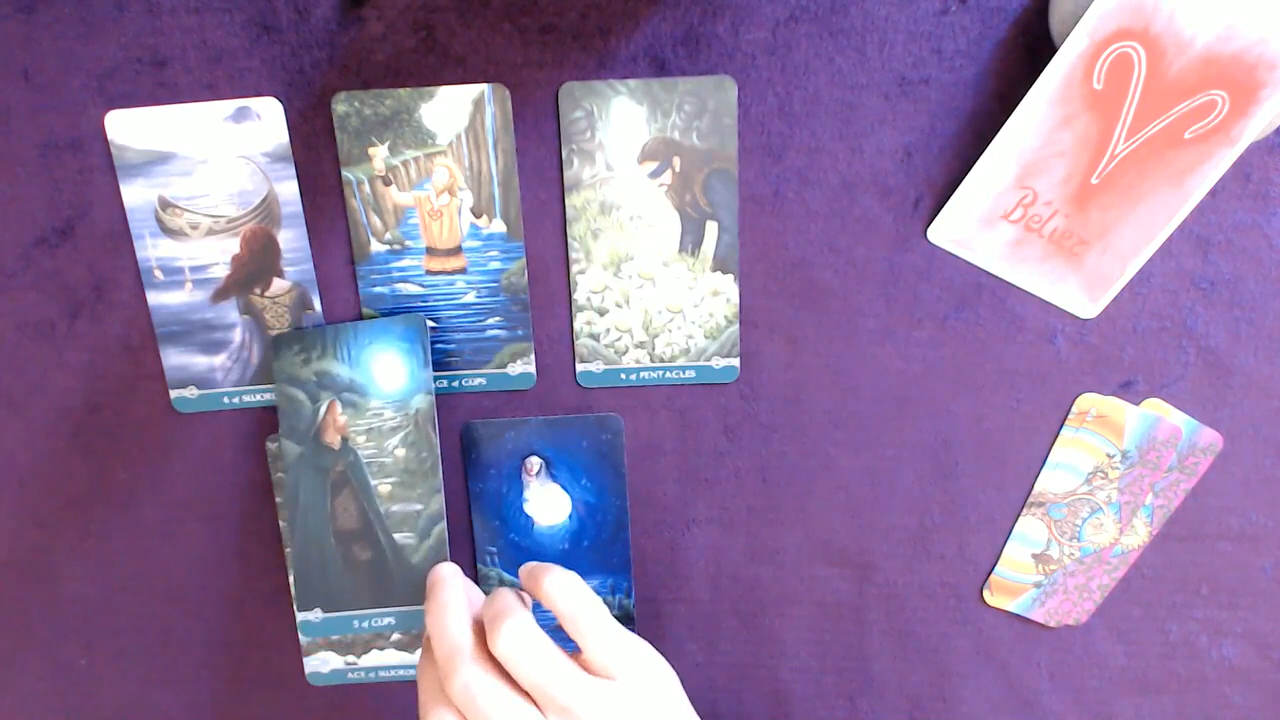 Bélier
6 of SWORDS
AGE of CUPS
4 of PENTACLES
5 of CUPS
ACE of SWORDS